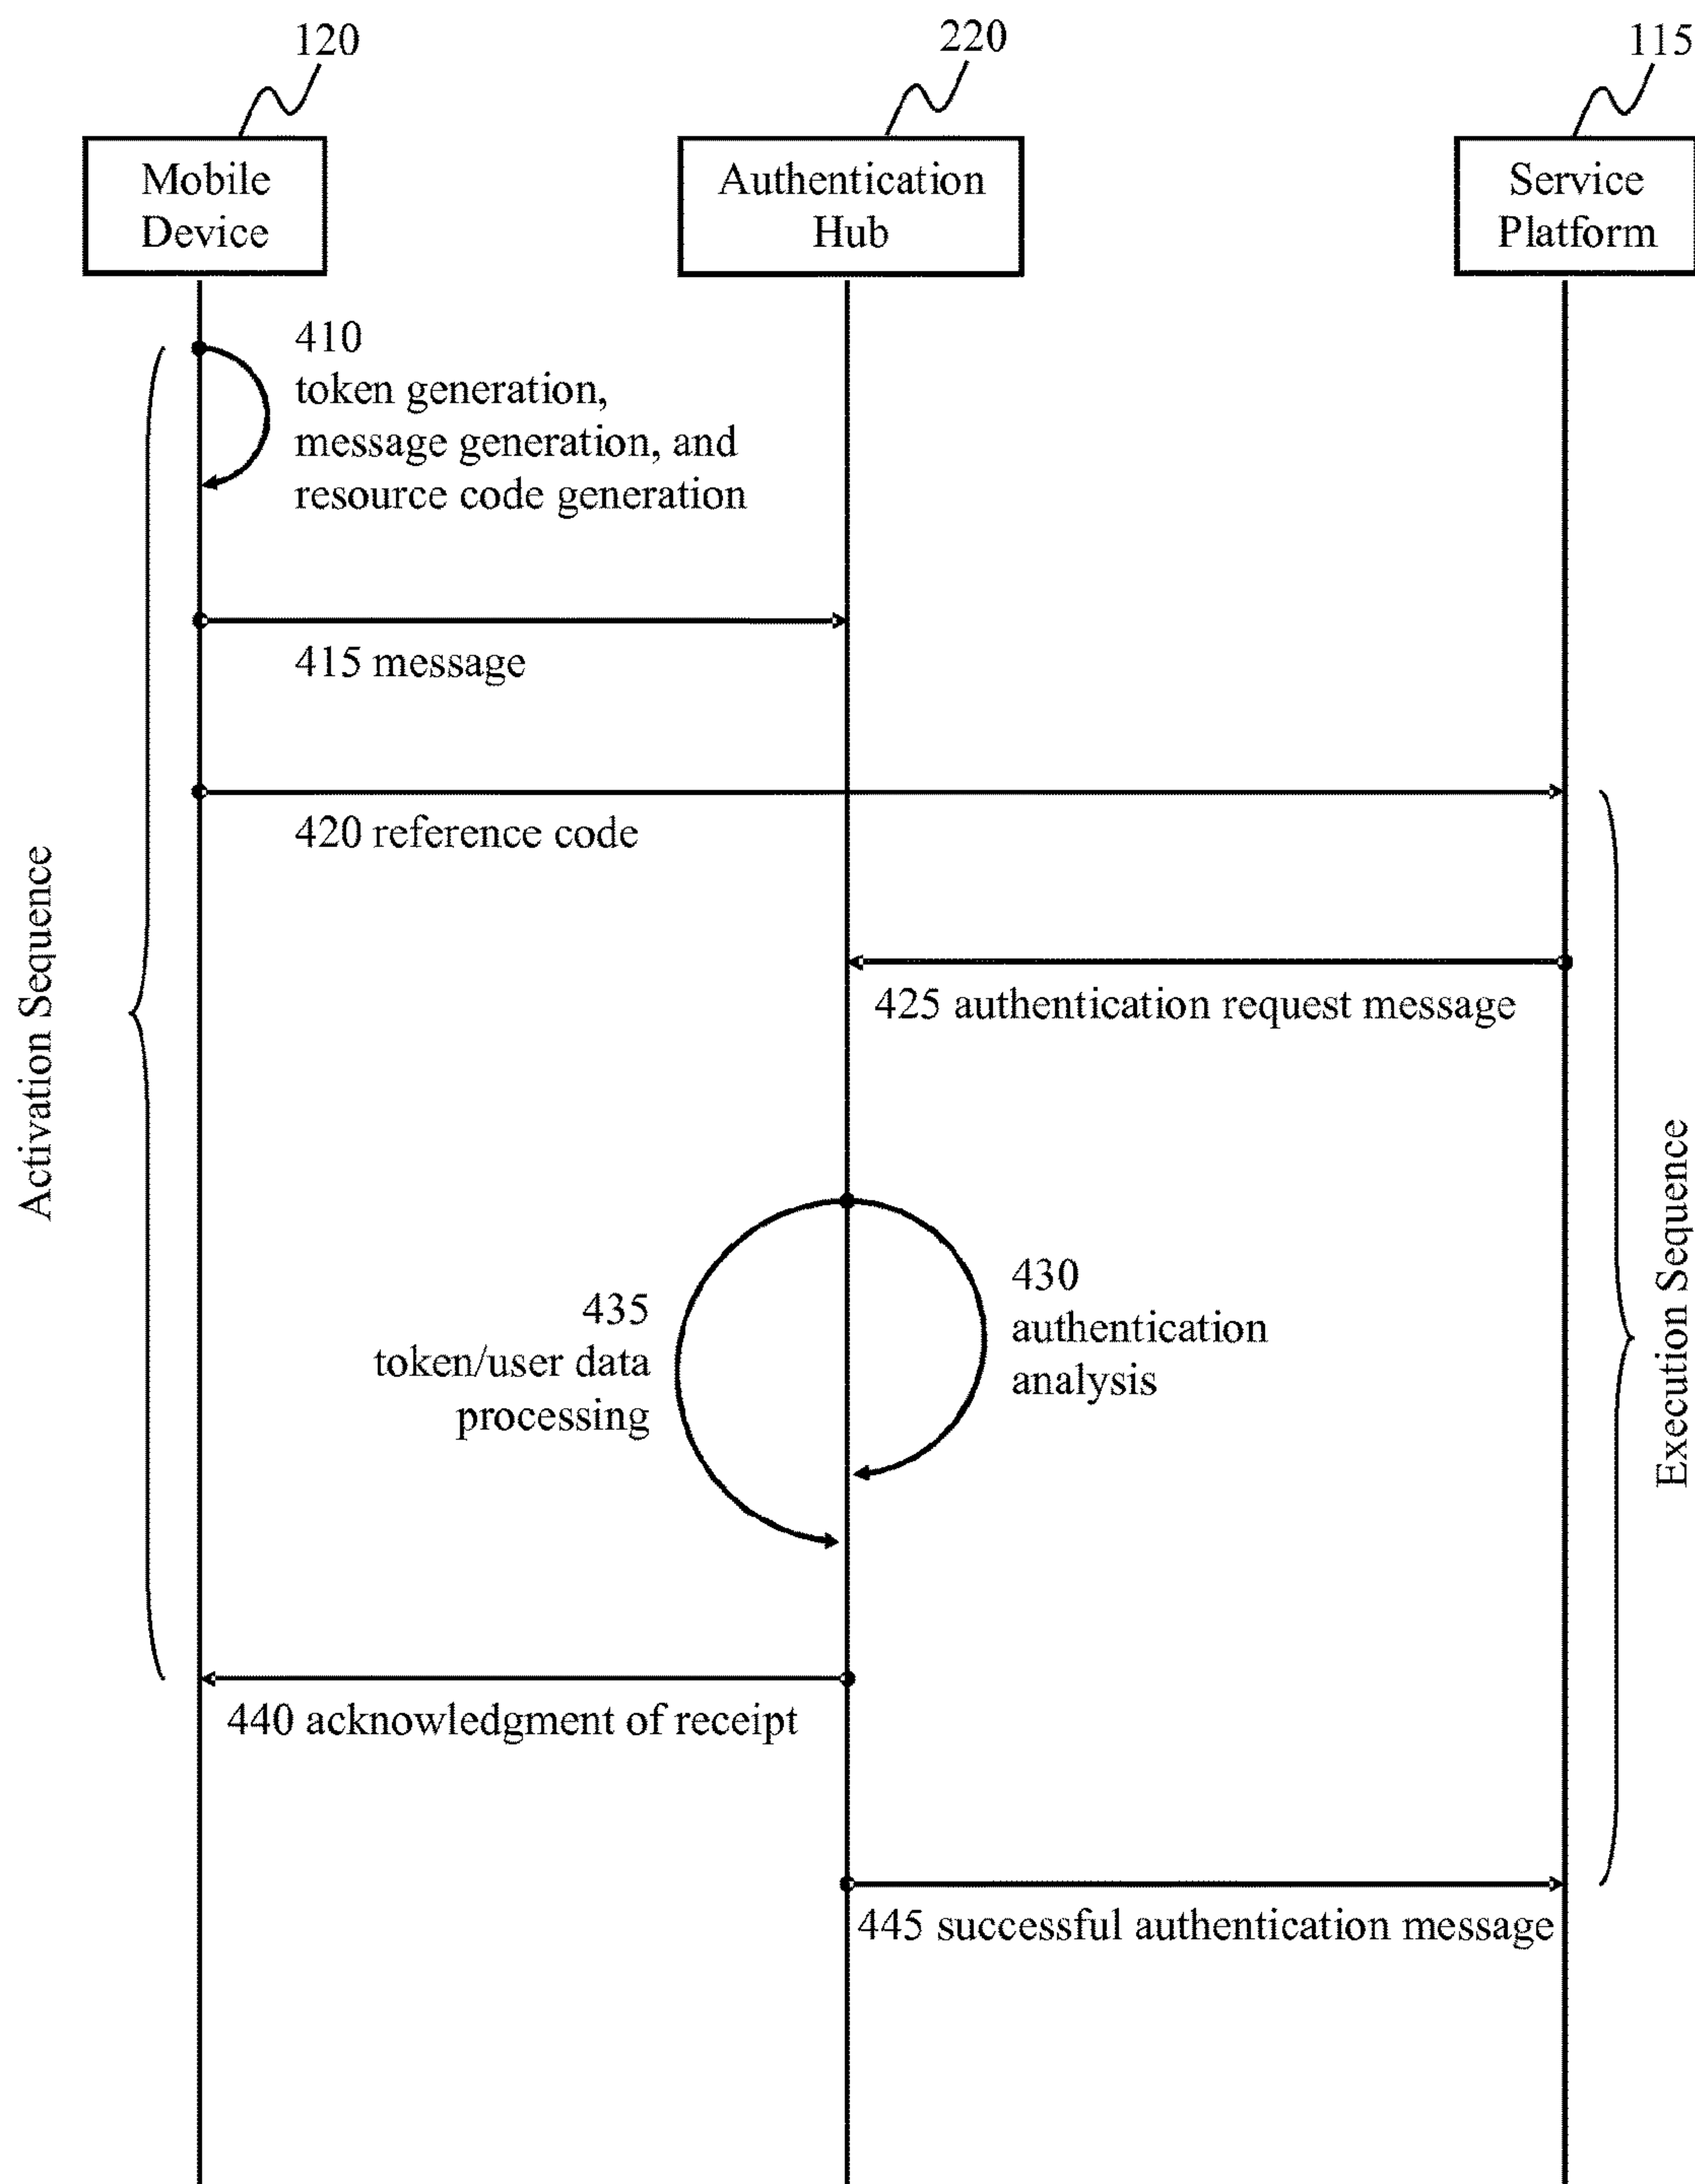 120
220
115
Mobile
Device
Authentication
Hub
Service
Platform
410
token generation,
message generation, and
resource code generation
415 message
420 reference code
425 authentication request message
Activation Sequence
430
authentication
analysis
435
token/user data
processing
Execution Sequence
440 acknowledgment of receipt
445 successful authentication message